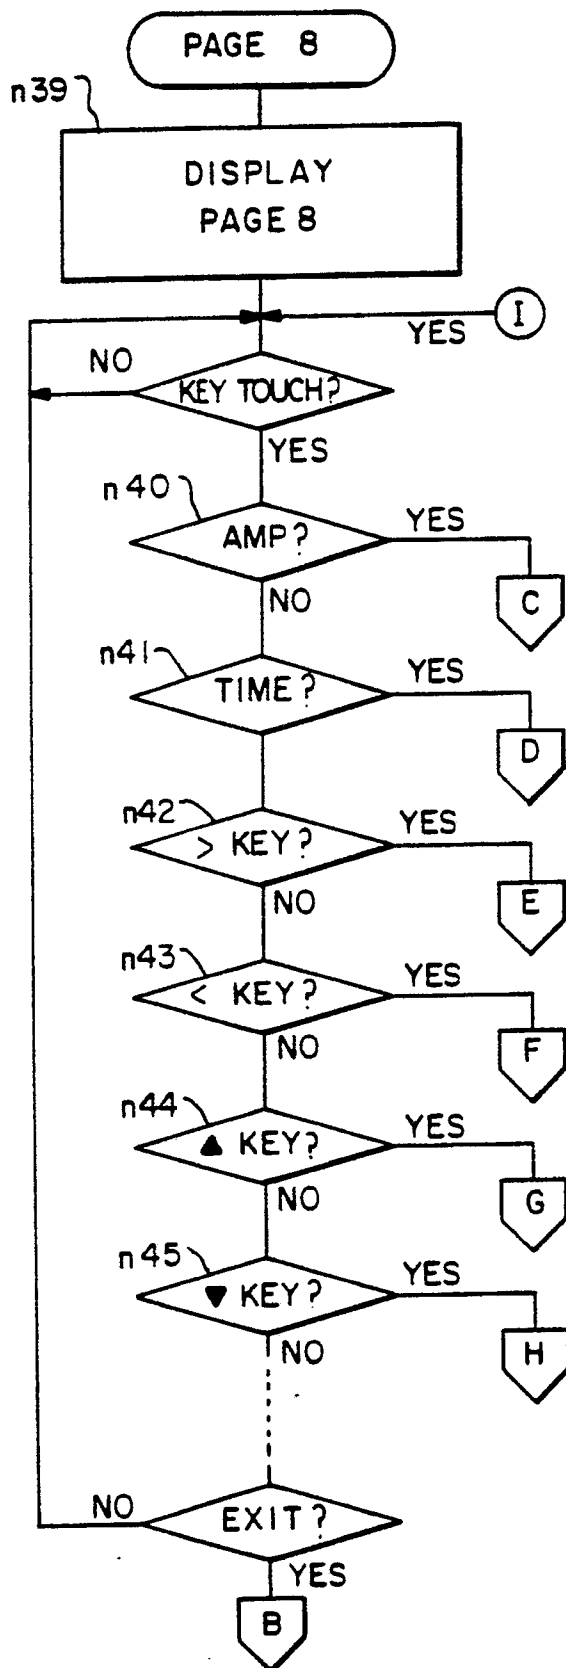 PAGE 8
n39
DISPLAY
PAGE 8
I
YES
NO
KEY TOUCH?
YES
n40
AMP?
YES
C
NO
n41
TIME?
YES
D
n42
> KEY?
YES
E
NO
n43
< KEY?
YES
F
NO
n44
▲ KEY?
YES
G
NO
n45
▼ KEY?
YES
H
NO
NO
EXIT?
YES
B